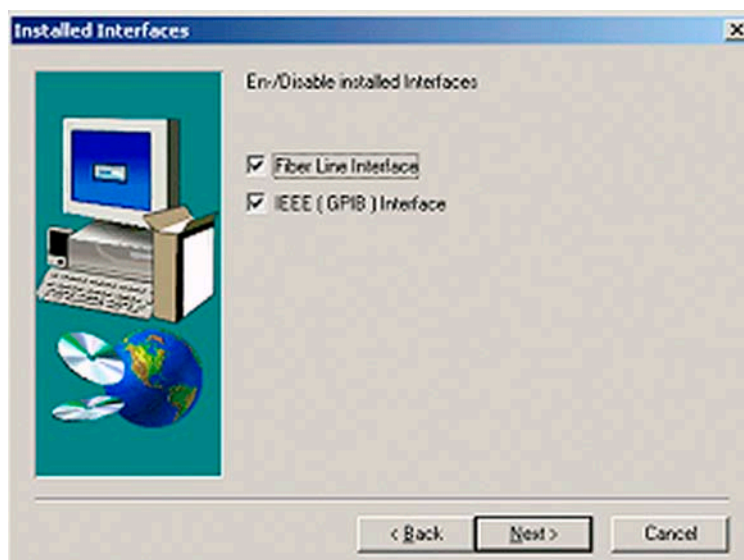 Installed Interfaces
En-/Disable installed Interfaces
Fiber Line Interface
IEEE ( GPIB ) Interface
< Back
Next >
Cancel